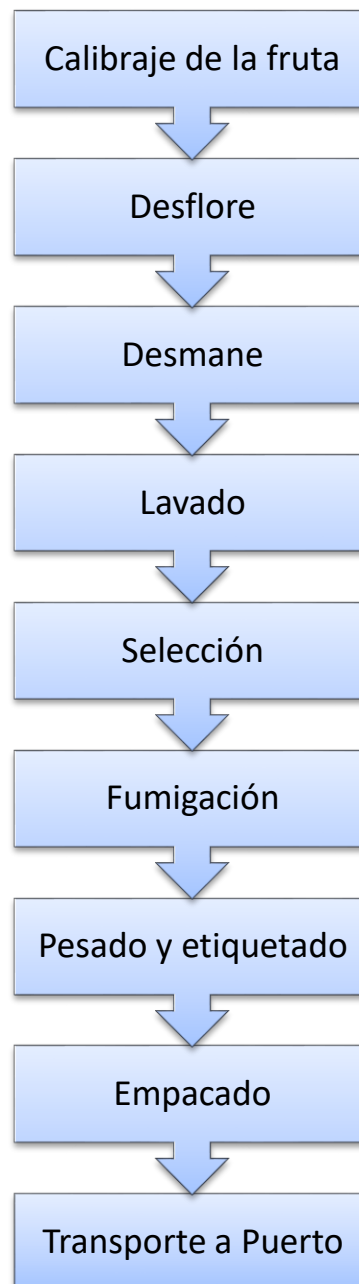 Calibraje de la fruta
Desflore
Desmane
Lavado
Selección
Fumigación
Pesado y etiquetado
Empacado
Transporte a Puerto